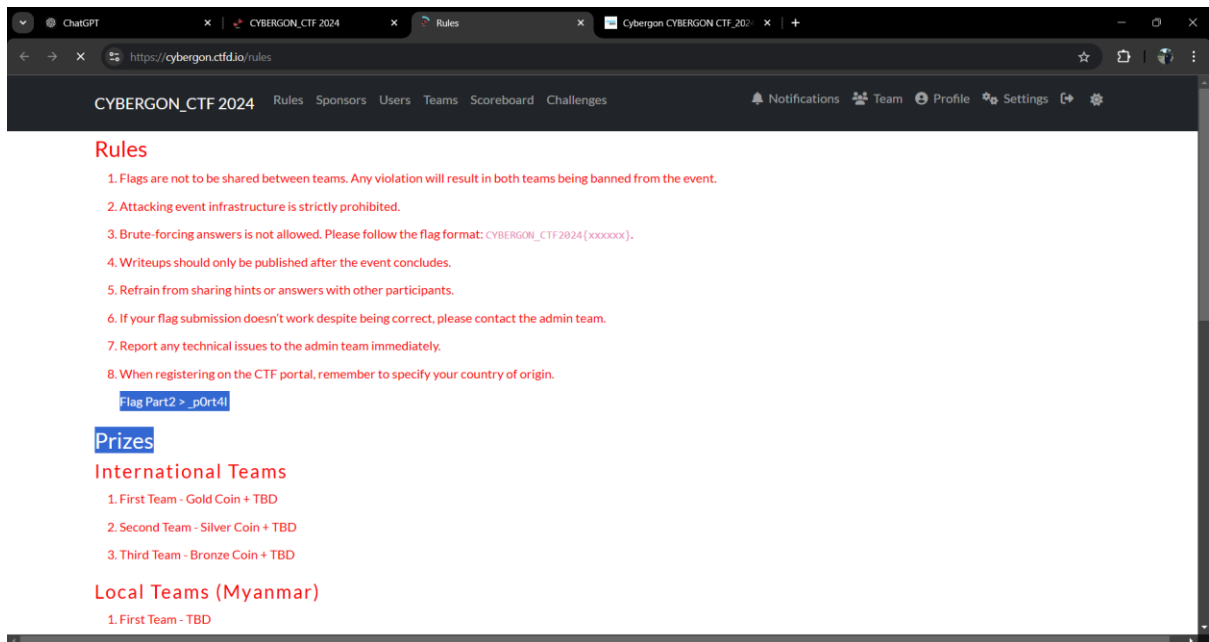 ChatGPT
CYBERGON_CTF 2024
Rules
Cybergon CYBERGON CTF_202
https://cybergon.ctfd.io/rules
CYBERGON_CTF 2024 Rules Sponsors Users Teams Scoreboard Challenges Notifications Team Profile Settings
Rules
1. Flags are not to be shared between teams. Any violation will result in both teams being banned from the event.
2. Attacking event infrastructure is strictly prohibited.
3. Brute-forcing answers is not allowed. Please follow the flag format: CYBERGON_CTF2024{xxxxxx}.
4. Writeups should only be published after the event concludes.
5. Refrain from sharing hints or answers with other participants.
6. If your flag submission doesn't work despite being correct, please contact the admin team.
7. Report any technical issues to the admin team immediately.
8. When registering on the CTF portal, remember to specify your country of origin.
Flag Part2 > _p0rt4l
Prizes
International Teams
1. First Team - Gold Coin + TBD
2. Second Team - Silver Coin + TBD
3. Third Team - Bronze Coin + TBD
Local Teams (Myanmar)
1. First Team - TBD